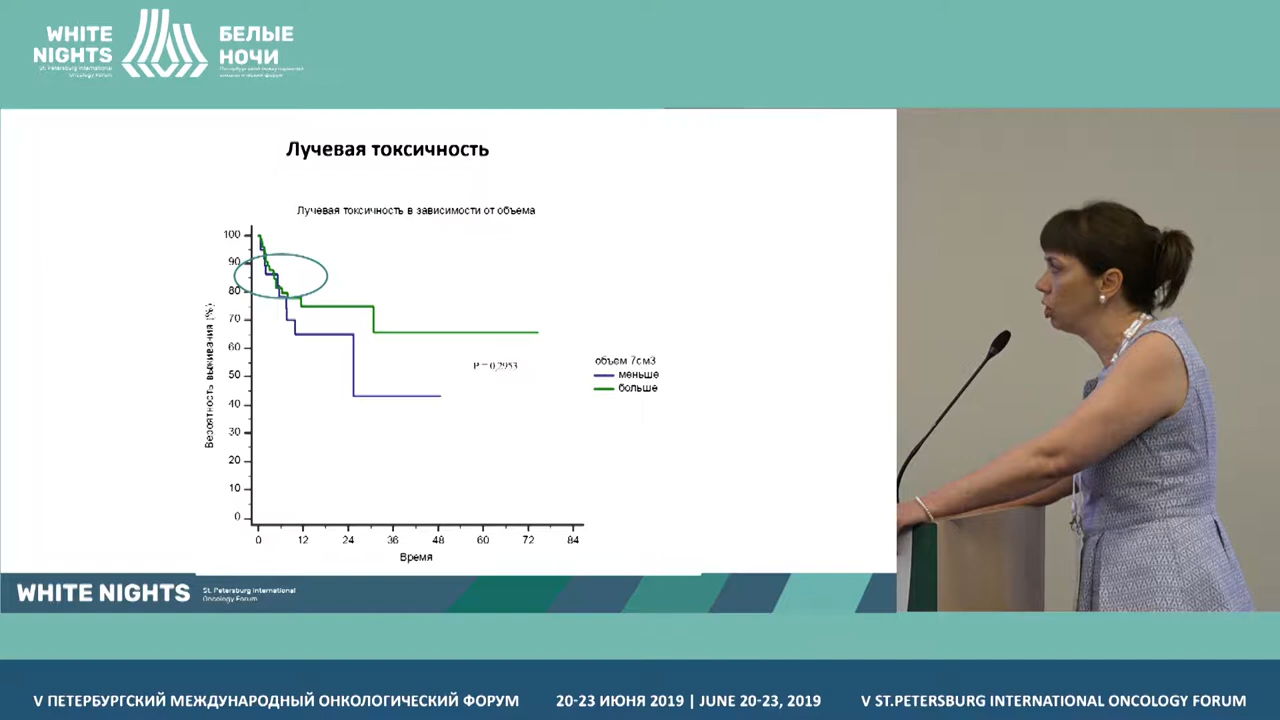 WHITE
NIGHTS
St. Petersburg International
Oncology Forum
БЕЛЫЕ
НОЧИ
Лучевая токсичность
Лучевая токсичность в зависимости от объема
100
90
80
70
60
50
40
30
20
10
0
Вероятность выживания (%)
P = 0,2953
объем 7см3
меньше
больше
0 12 24 36 48 60 72 84
Время
WHITE NIGHTS
St. Petersburg International
Oncology Forum
V ПЕТЕРБУРГСКИЙ МЕЖДУНАРОДНЫЙ ОНКОЛОГИЧЕСКИЙ ФОРУМ 20-23 ИЮНЯ 2019 | JUNE 20-23, 2019 V ST.PETERSBURG INTERNATIONAL ONCOLOGY FORUM